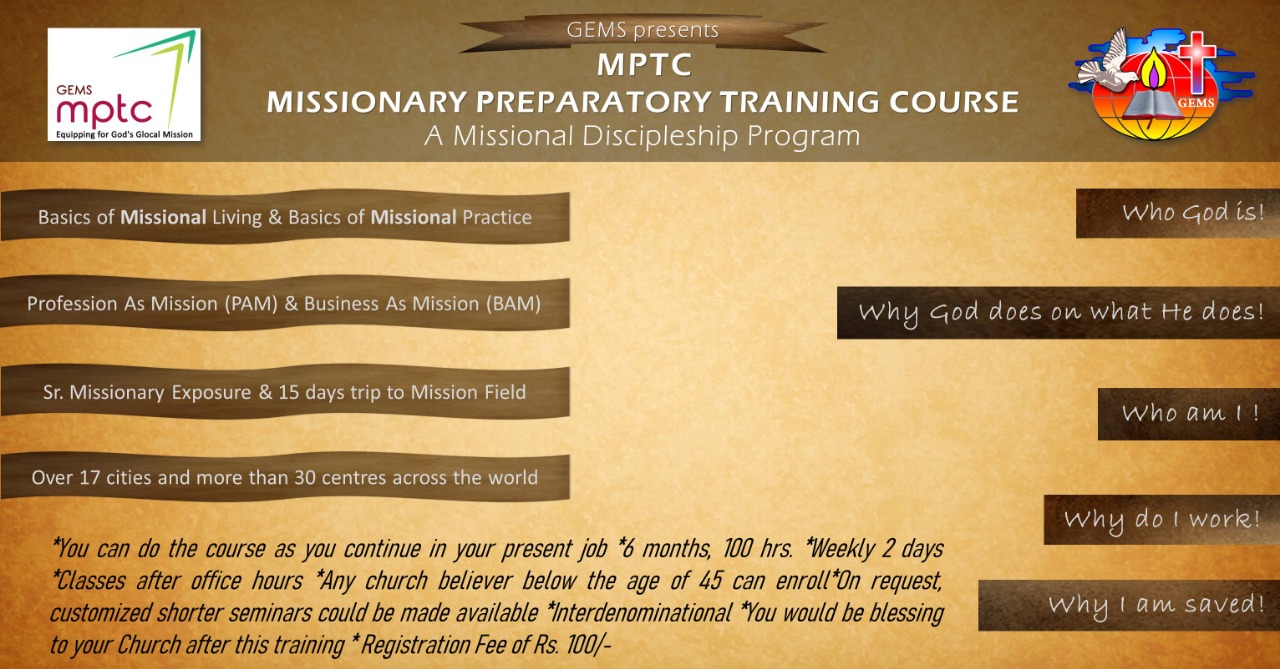 GEMS presents
MPTC
MISSIONARY PREPARATORY TRAINING COURSE
A Missional Discipleship Program
GEMS
mptc
Equipping for God's Glocal Mission
GEMS
Basics of Missional Living & Basics of Missional Practice
Profession As Mission (PAM) & Business As Mission (BAM)
Sr. Missionary Exposure & 15 days trip to Mission Field
Over 17 cities and more than 30 centres across the world
Who God is!
Why God does on what He does!
Who am I !
Why do I work!
Why I am saved!
*You can do the course as you continue in your present job *6 months, 100 hrs. *Weekly 2 days
*Classes after office hours *Any church believer below the age of 45 can enroll*On request,
customized shorter seminars could be made available *Interdenominational *You would be blessing
to your Church after this training * Registration Fee of Rs. 100/-